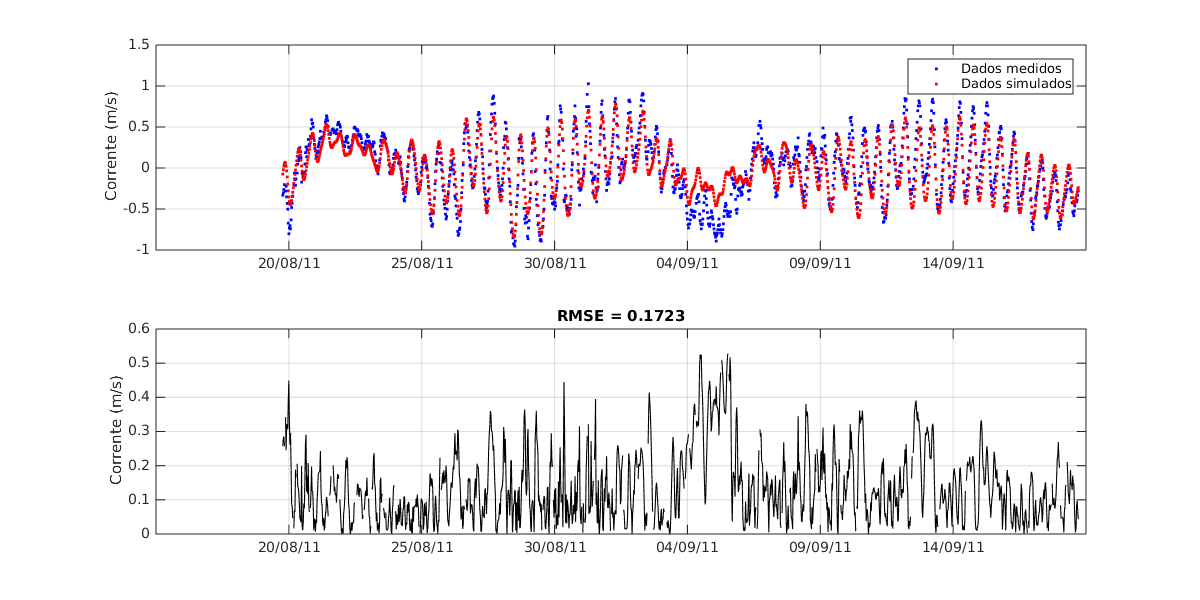 1.5
1
0.5
0
-0.5
-1
Corrente (m/s)
Dados medidos
Dados simulados
20/08/11 25/08/11 30/08/11 04/09/11 09/09/11 14/09/11
RMSE = 0.1723
0.6
0.5
0.4
0.3
0.2
0.1
0
Corrente (m/s)
20/08/11 25/08/11 30/08/11 04/09/11 09/09/11 14/09/11